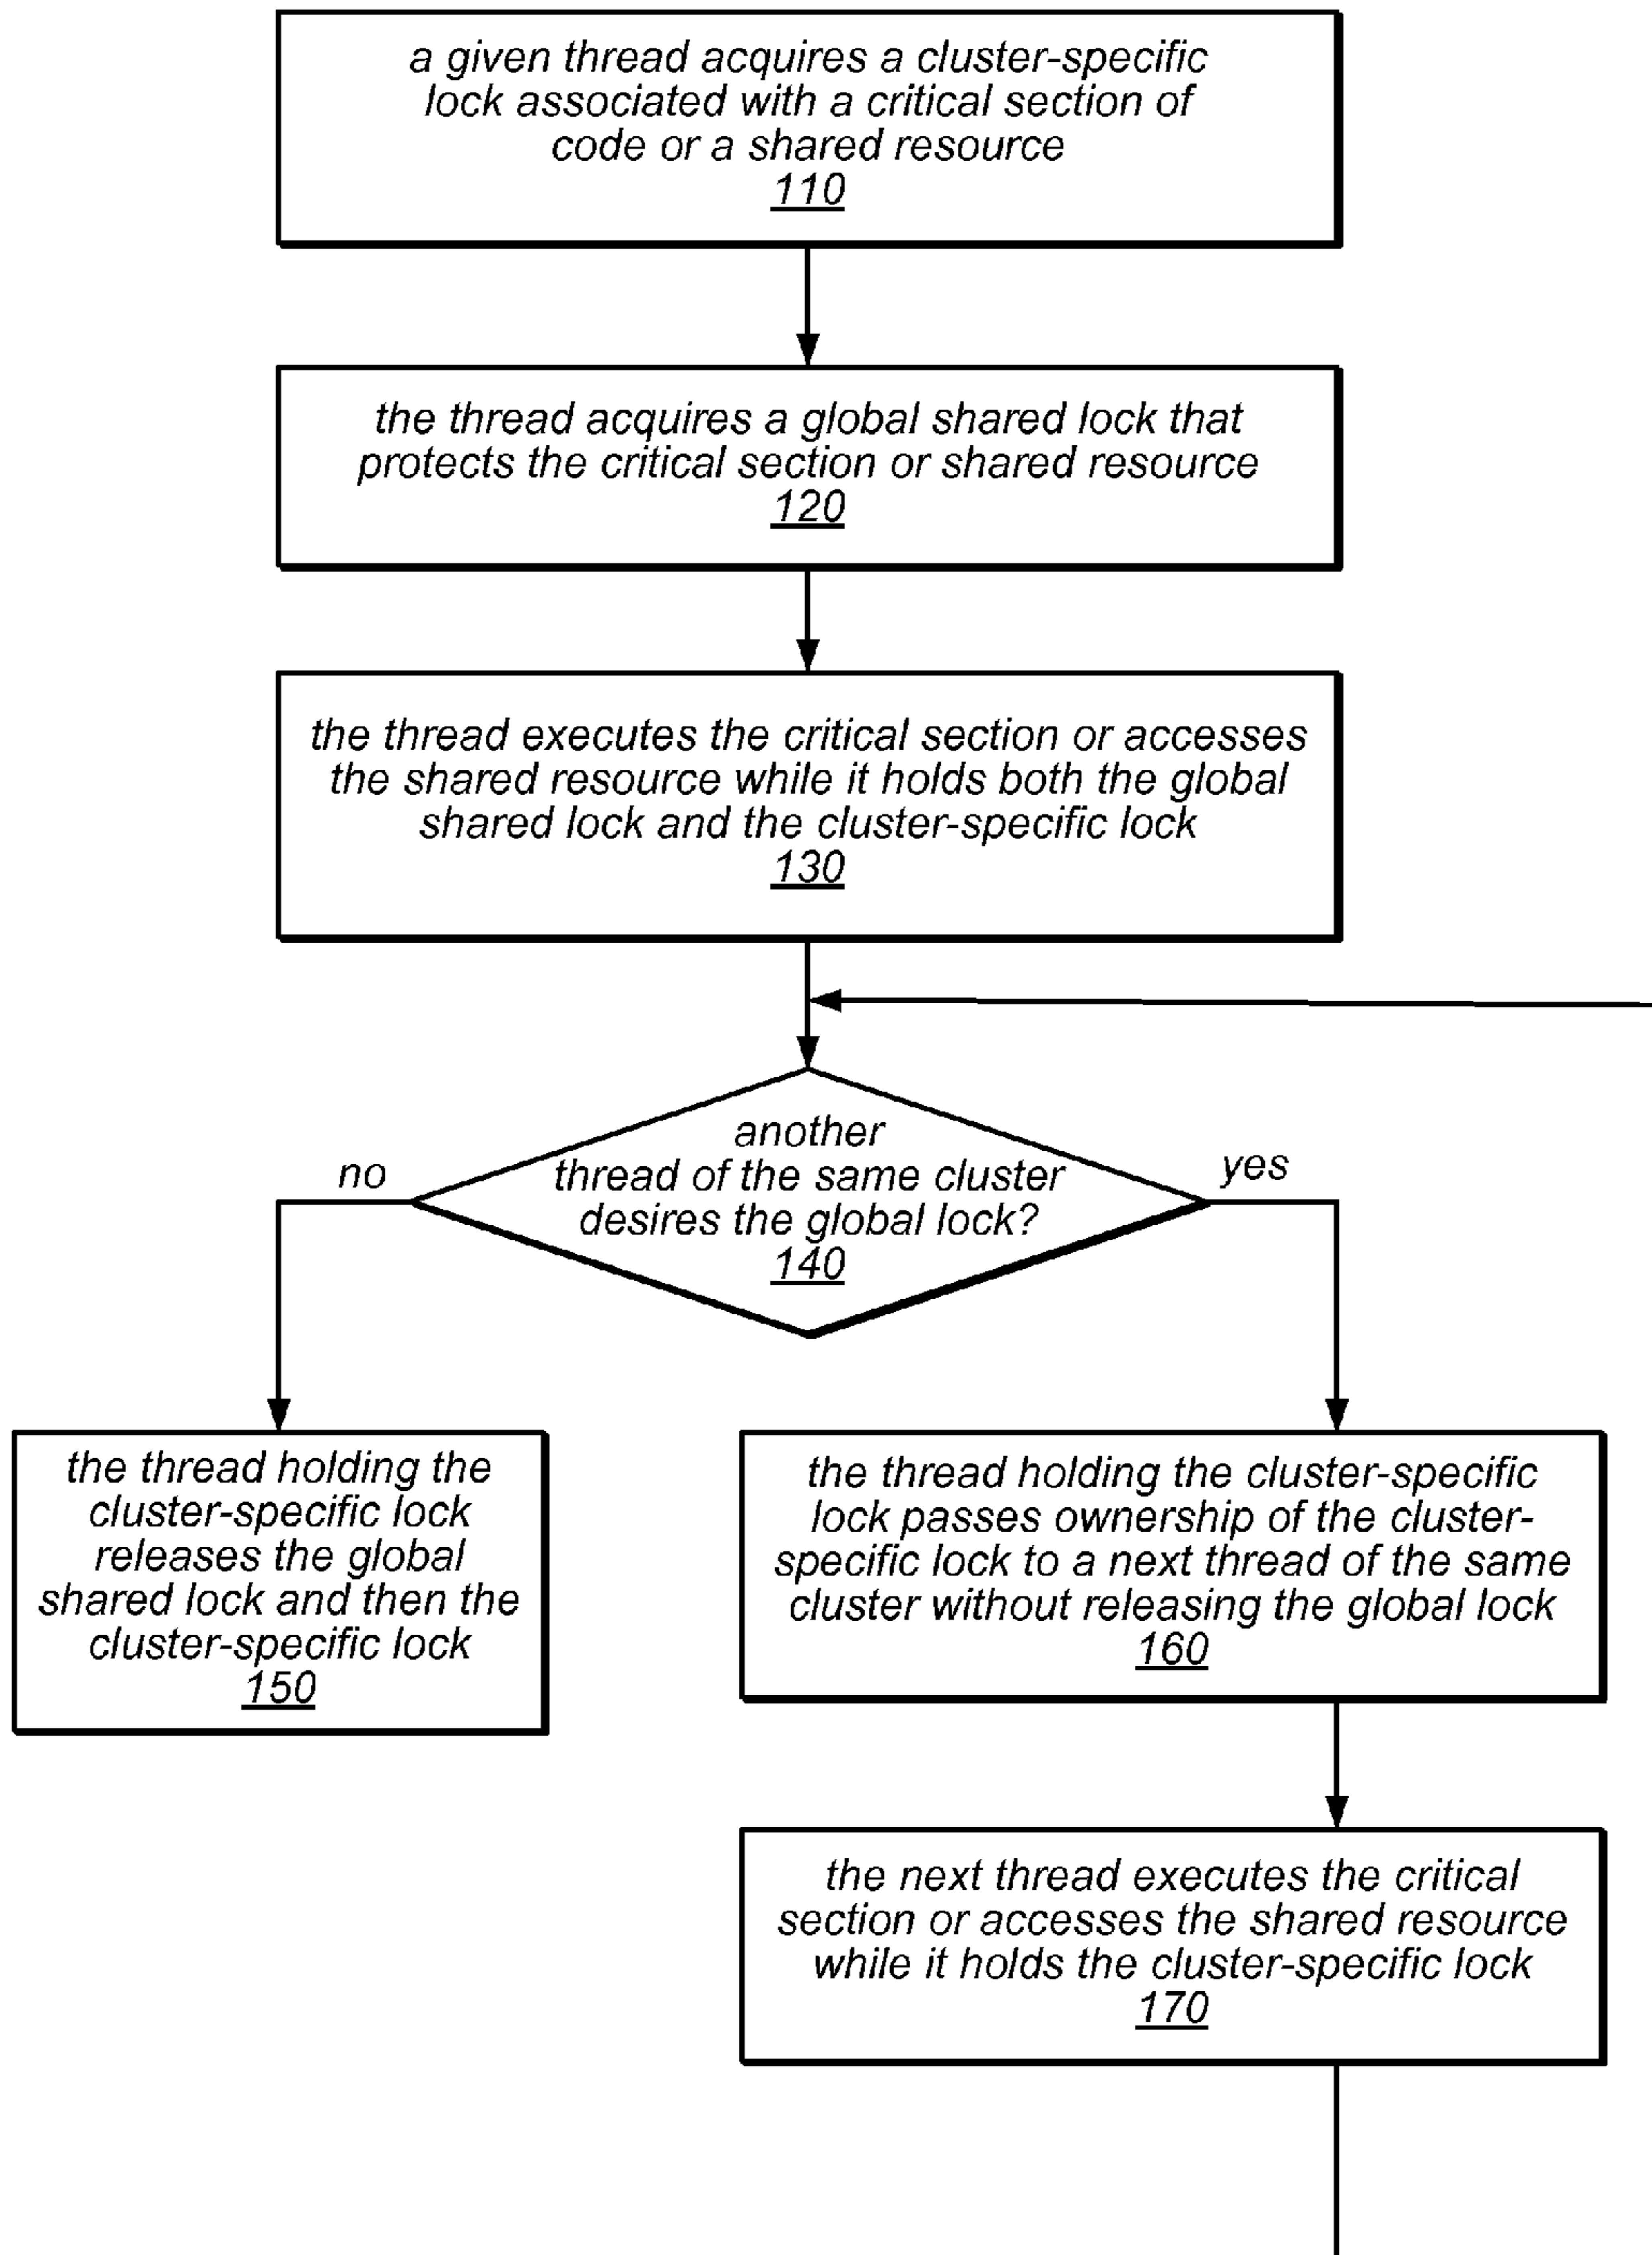 a given thread acquires a cluster-specific
lock associated with a critical section of
code or a shared resource
110
the thread acquires a global shared lock that
protects the critical section or shared resource
120
the thread executes the critical section or accesses
the shared resource while it holds both the global
shared lock and the cluster-specific lock
130
another
thread of the same cluster
desires the global lock?
140
no
yes
the thread holding the
cluster-specific lock
releases the global
shared lock and then the
cluster-specific lock
150
the thread holding the cluster-specific
lock passes ownership of the cluster-
specific lock to a next thread of the same
cluster without releasing the global lock
160
the next thread executes the critical
section or accesses the shared resource
while it holds the cluster-specific lock
170